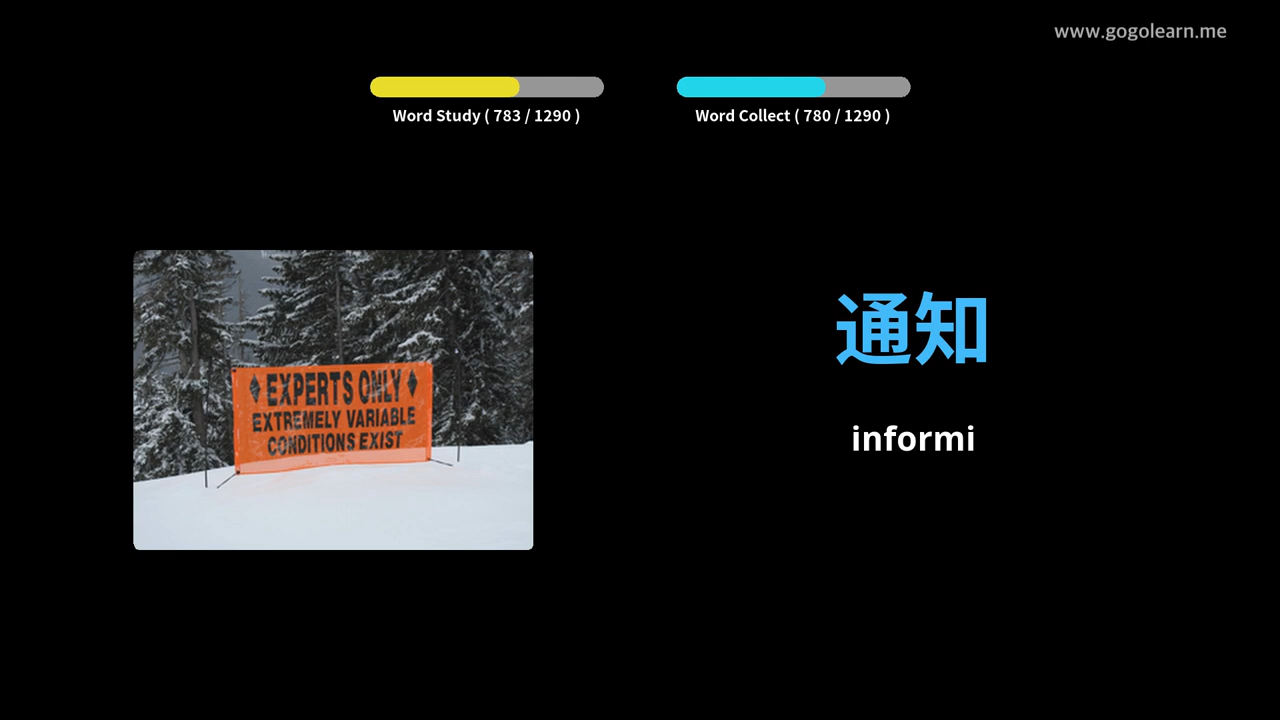 www.gogolearn.me
Word Study ( 783 / 1290 )
Word Collect ( 780 / 1290 )
EXPERTS ONLY
EXTREMELY VARIABLE
CONDITIONS EXIST
通知
informi